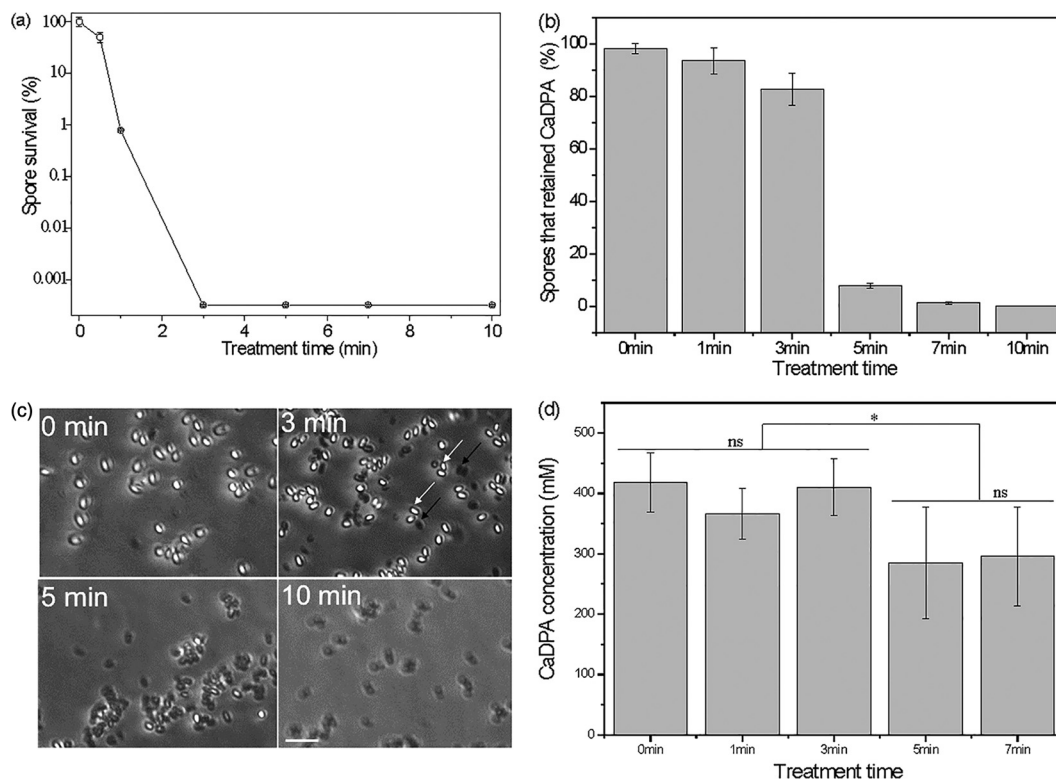 (a)
100
10
1
0.1
0.01
0.001
Spore survival (%)
0 2 4 6 8 10
Treatment time (min)
(b)
100
80
60
40
20
10
0
Spores that retained CaDPA (%)
0min 1min 3min 5min 7min 10min
Treatment time
(c)
0 min
3 min
5 min
10 min
(d)
500
400
300
200
100
0
CaDPA concentration (mM)
*
ns
ns
0min 1min 3min 5min 7min
Treatment time